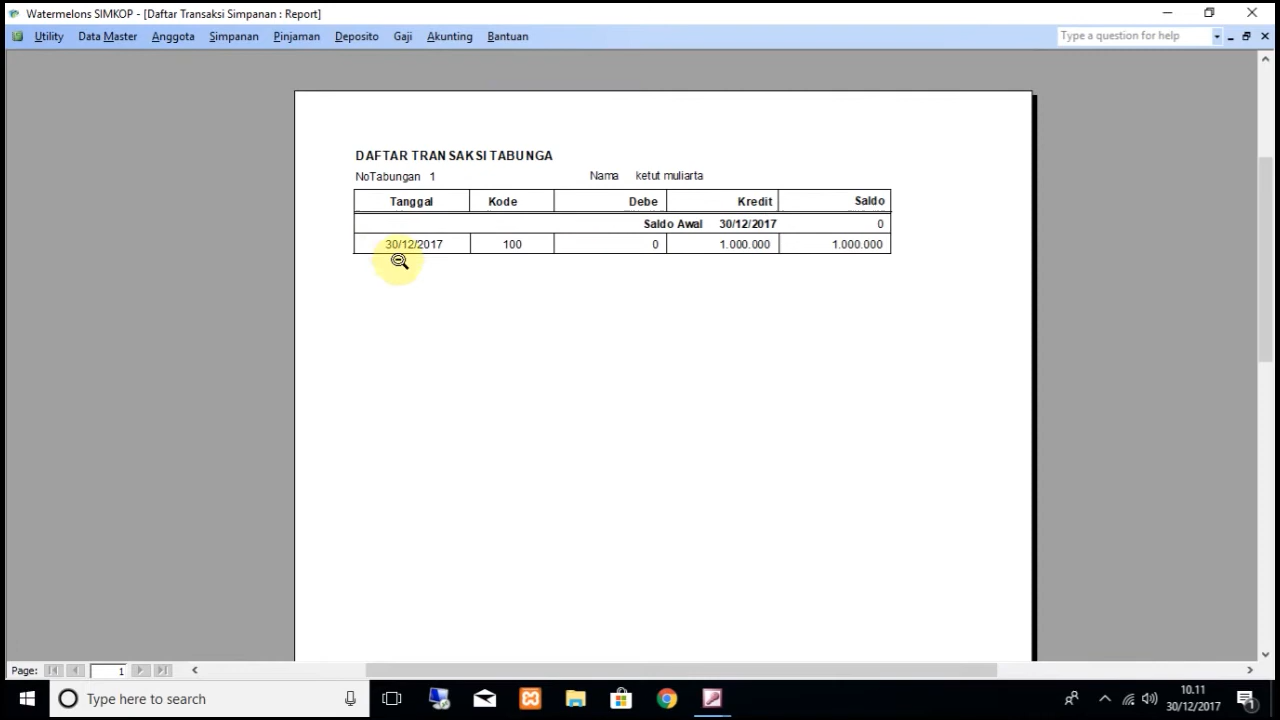 Watermelons SIMKOP - [Daftar Transaksi Simpanan : Report]
Utility Data Master Anggota Simpanan Pinjaman Deposito Gaji Akunting Bantuan Type a question for help
DAFTAR TRANSAKSI TABUNGA
NoTabungan 1 Nama ketut muliarta
Tanggal Kode Debe Kredit Saldo
Saldo Awal 30/12/2017 0
30/12/2017 100 0 1.000.000 1.000.000
Page: 1
Type here to search 10.11
30/12/2017 1